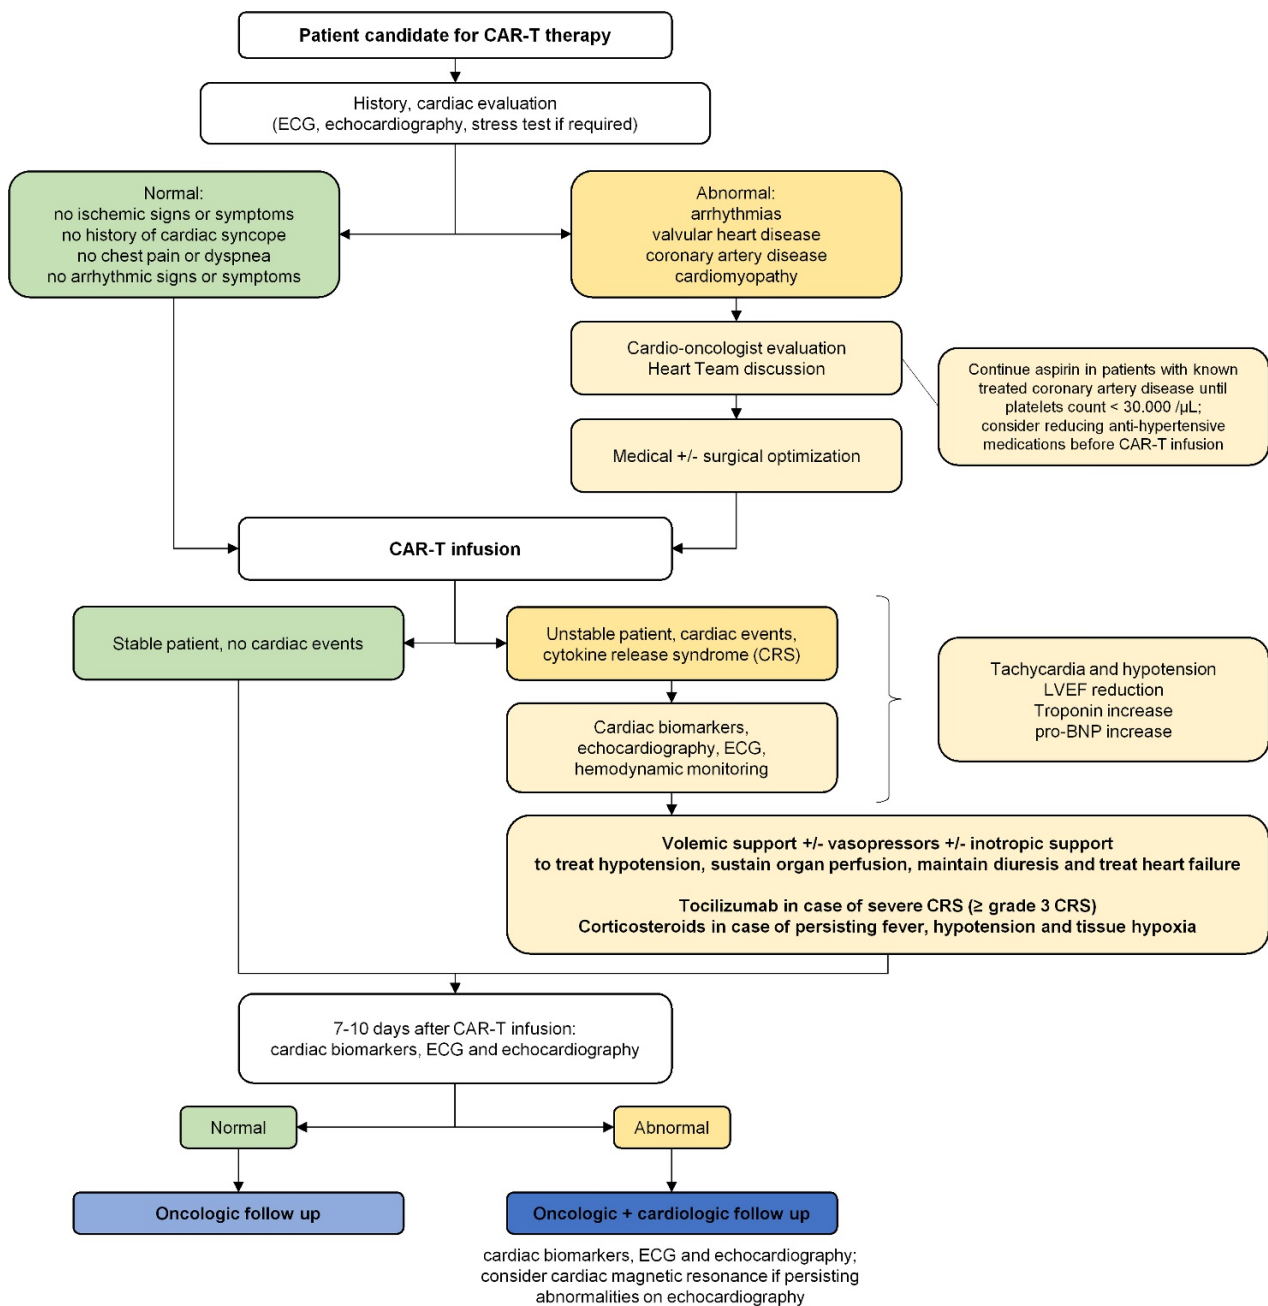 Patient candidate for CAR-T therapy
History, cardiac evaluation
(ECG, echocardiography, stress test if required)
Normal:
no ischemic signs or symptoms
no history of cardiac syncope
no chest pain or dyspnea
no arrhythmic signs or symptoms
Abnormal:
arrhythmias
valvular heart disease
coronary artery disease
cardiomyopathy
Cardio-oncologist evaluation
Heart Team discussion
Continue aspirin in patients with known
treated coronary artery disease until
platelets count < 30.000 /µL;
consider reducing anti-hypertensive
medications before CAR-T infusion
Medical +/- surgical optimization
CAR-T infusion
Stable patient, no cardiac events
Unstable patient, cardiac events,
cytokine release syndrome (CRS)
Tachycardia and hypotension
LVEF reduction
Troponin increase
pro-BNP increase
Cardiac biomarkers,
echocardiography, ECG,
hemodynamic monitoring
Volemic support +/- vasopressors +/- inotropic support
to treat hypotension, sustain organ perfusion, maintain diuresis and treat heart failure
Tocilizumab in case of severe CRS (≥ grade 3 CRS)
Corticosteroids in case of persisting fever, hypotension and tissue hypoxia
7-10 days after CAR-T infusion:
cardiac biomarkers, ECG and echocardiography
Normal
Abnormal
Oncologic follow up
Oncologic + cardiologic follow up
cardiac biomarkers, ECG and echocardiography;
consider cardiac magnetic resonance if persisting
abnormalities on echocardiography